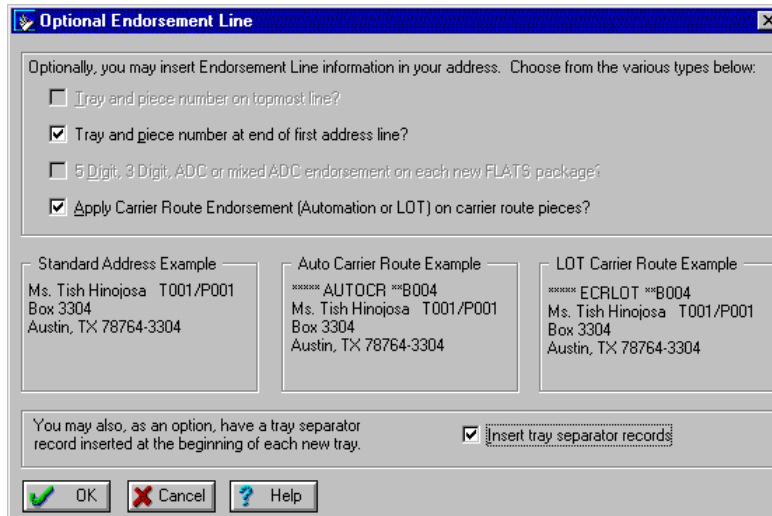 Optional Endorsement Line
Optionally, you may insert Endorsement Line information in your address. Choose from the various types below:
Tray and piece number on topmost line?
Tray and piece number at end of first address line?
5 Digit, 3 Digit, ADC or mixed ADC endorsement on each new FLATS package?
Apply Carrier Route Endorsement (Automation or LOT) on carrier route pieces?
Standard Address Example
Ms. Tish Hinojosa T001/P001
Box 3304
Austin, TX 78764-3304
Auto Carrier Route Example
***** AUTOCR **B004
Ms. Tish Hinojosa T001/P001
Box 3304
Austin, TX 78764-3304
LOT Carrier Route Example
***** ECRLOT **B004
Ms. Tish Hinojosa T001/P001
Box 3304
Austin, TX 78764-3304
You may also, as an option, have a tray separator
record inserted at the beginning of each new tray.
Insert tray separator records
OK
Cancel
Help